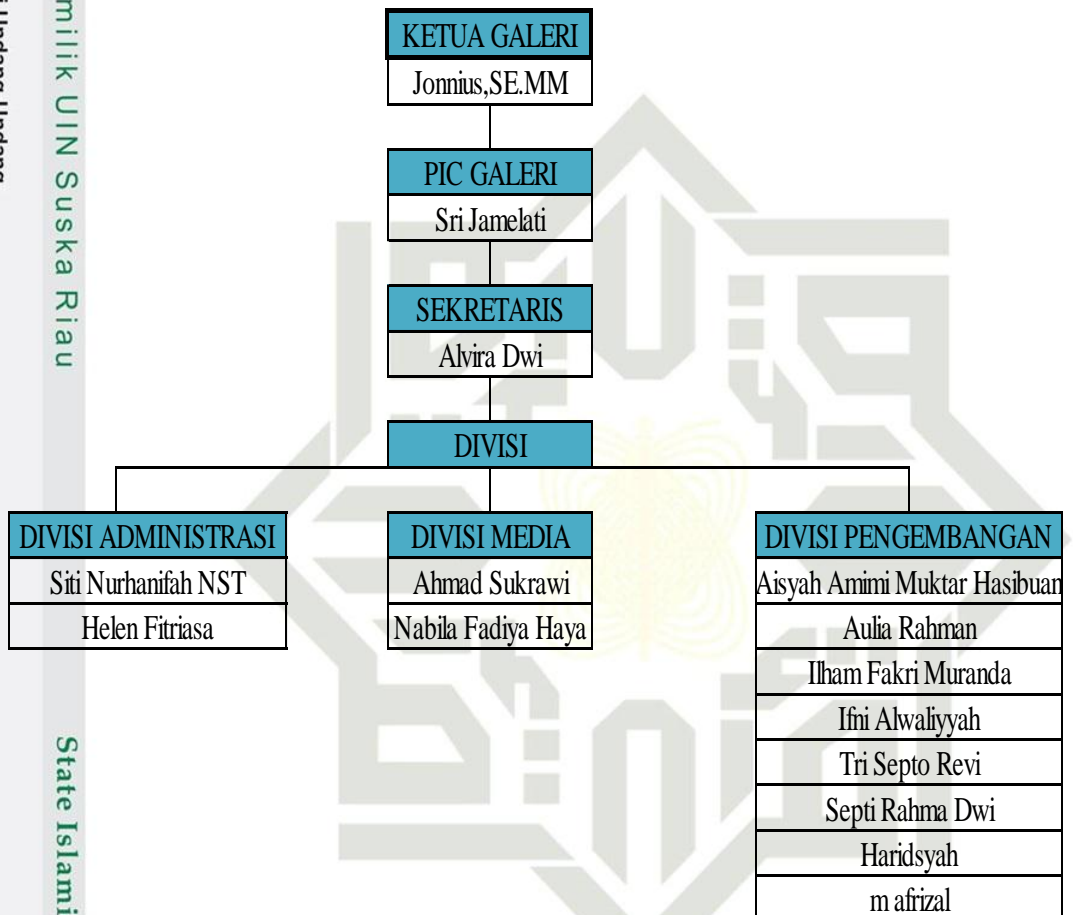 milik UIN Suska Riau
State Islami
KETUA GALERI
Jonnius,SE.MM
PIC GALERI
Sri Jamelati
SEKRETARIS
Alvira Dwi
DIVISI
DIVISI ADMINISTRASI
Siti Nurhanifah NST
Helen Fitriasa
DIVISI MEDIA
Ahmad Sukrawi
Nabila Fadiya Haya
DIVISI PENGEMBANGAN
Aisyah Amimi Muktar Hasibuan
Aulia Rahman
Ilham Fakri Muranda
Ifni Alwaliyyah
Tri Septo Revi
Septi Rahma Dwi
Haridsyah
m afrizal